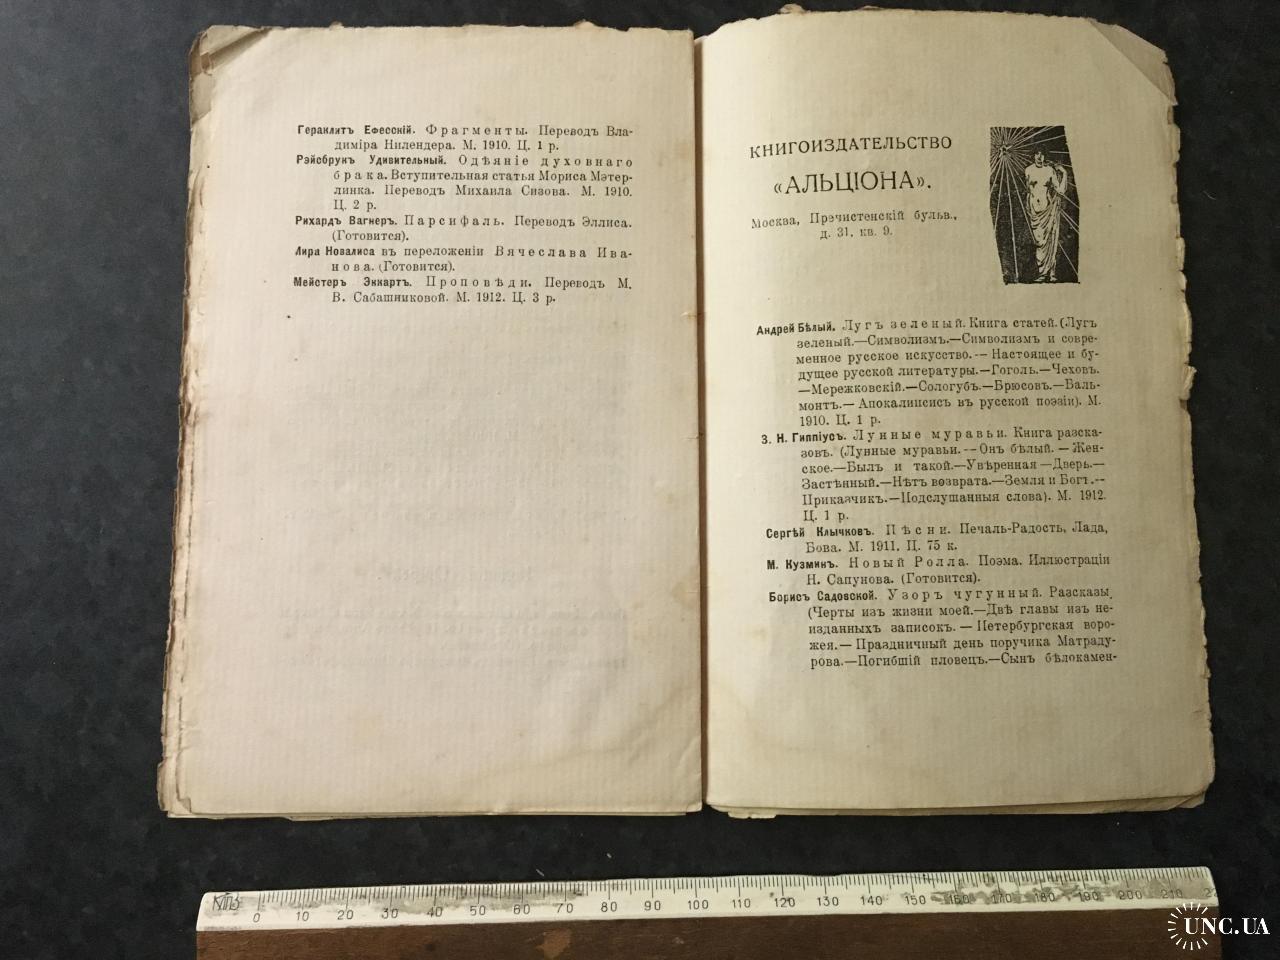 Гераклитъ Ефесскій. Фрагменты. Переводъ Вла-
диміра Нилендера. М. 1910. Ц. 1 р.
Рэйсбрукъ Удивительный. Одѣяніе духовнаго
брака. Вступительная статья Мориса Мэтер-
линка. Переводъ Михаила Сизова. М. 1910.
Ц. 2 р.
Рихардъ Вагнеръ. Парсифаль. Переводъ Эллиса.
(Готовится).
Лира Новалиса въ переложеніи Вячеслава Ива-
нова. (Готовится).
Мейстеръ Эккартъ. Проповѣди. Переводъ М.
В. Сабашниковой. М. 1912. Ц. 3 р.
КНИГОИЗДАТЕЛЬСТВО
«АЛЬЦІОНА».
Москва, Пречистенскій бульв.,
д. 31, кв. 9.
Андрей Бѣлый. Лугъ зеленый. Книга статей. (Лугъ
зеленый.—Символизмъ.—Символизмъ и совре-
менное русское искусство.—Настоящее и бу-
дущее русской литературы.—Гоголь.—Чеховъ.
—Мережковскій.—Сологубъ.—Брюсовъ.—Баль-
монтъ.—Апокалипсисъ въ русской поэзіи). М.
1910. Ц. 1 р.
З. Н. Гиппіусъ. Лунные муравьи. Книга разска-
зовъ. (Лунные муравьи.—Онъ бѣлый.—Жен-
ское.—Былъ и такой.—Увѣренная—Дверь.—
Застѣнный.—Нѣтъ возврата.—Земля и Богъ.—
Приказчикъ.—Подслушанныя слова). М. 1912.
Ц. 1 р.
Сергѣй Клычковъ. Пѣсни. Печаль-Радость, Лада,
Бова. М. 1911. Ц. 75 к.
М. Кузминъ. Новый Ролла. Поэма. Иллюстраціи
Н. Сапунова. (Готовится).
Борисъ Садовской. Узоръ чугунный. Разсказы
(Черты изъ жизни моей.—Двѣ главы изъ не-
изданныхъ записокъ.—Петербургская воро-
жея.—Праздничный день поручика Матраду-
рова.—Погибшій пловецъ.—Сынъ бѣлокамен-
0 10 20 30 40 50 60 70 80 90 100 110 120 130 140 150 160 170 180 190 200 210
UNC.UA